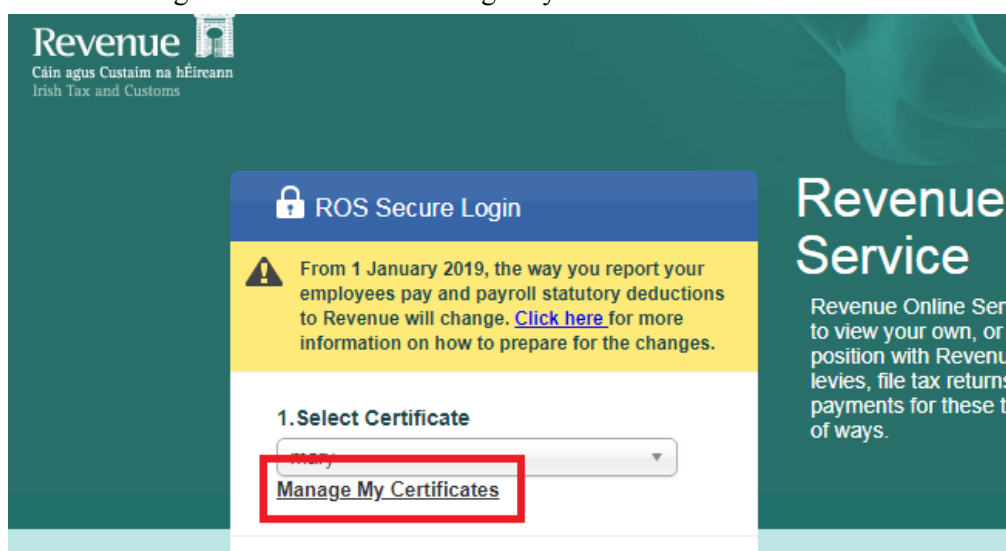 Revenue
Cáin agus Custaim na hÉireann
Irish Tax and Customs
ROS Secure Login
From 1 January 2019, the way you report your
employees pay and payroll statutory deductions
to Revenue will change. Click here for more
information on how to prepare for the changes.
1.Select Certificate
mary
Manage My Certificates
Revenue
Service
Revenue Online Ser
to view your own, or
position with Revenu
levies, file tax returns
payments for these t
of ways.